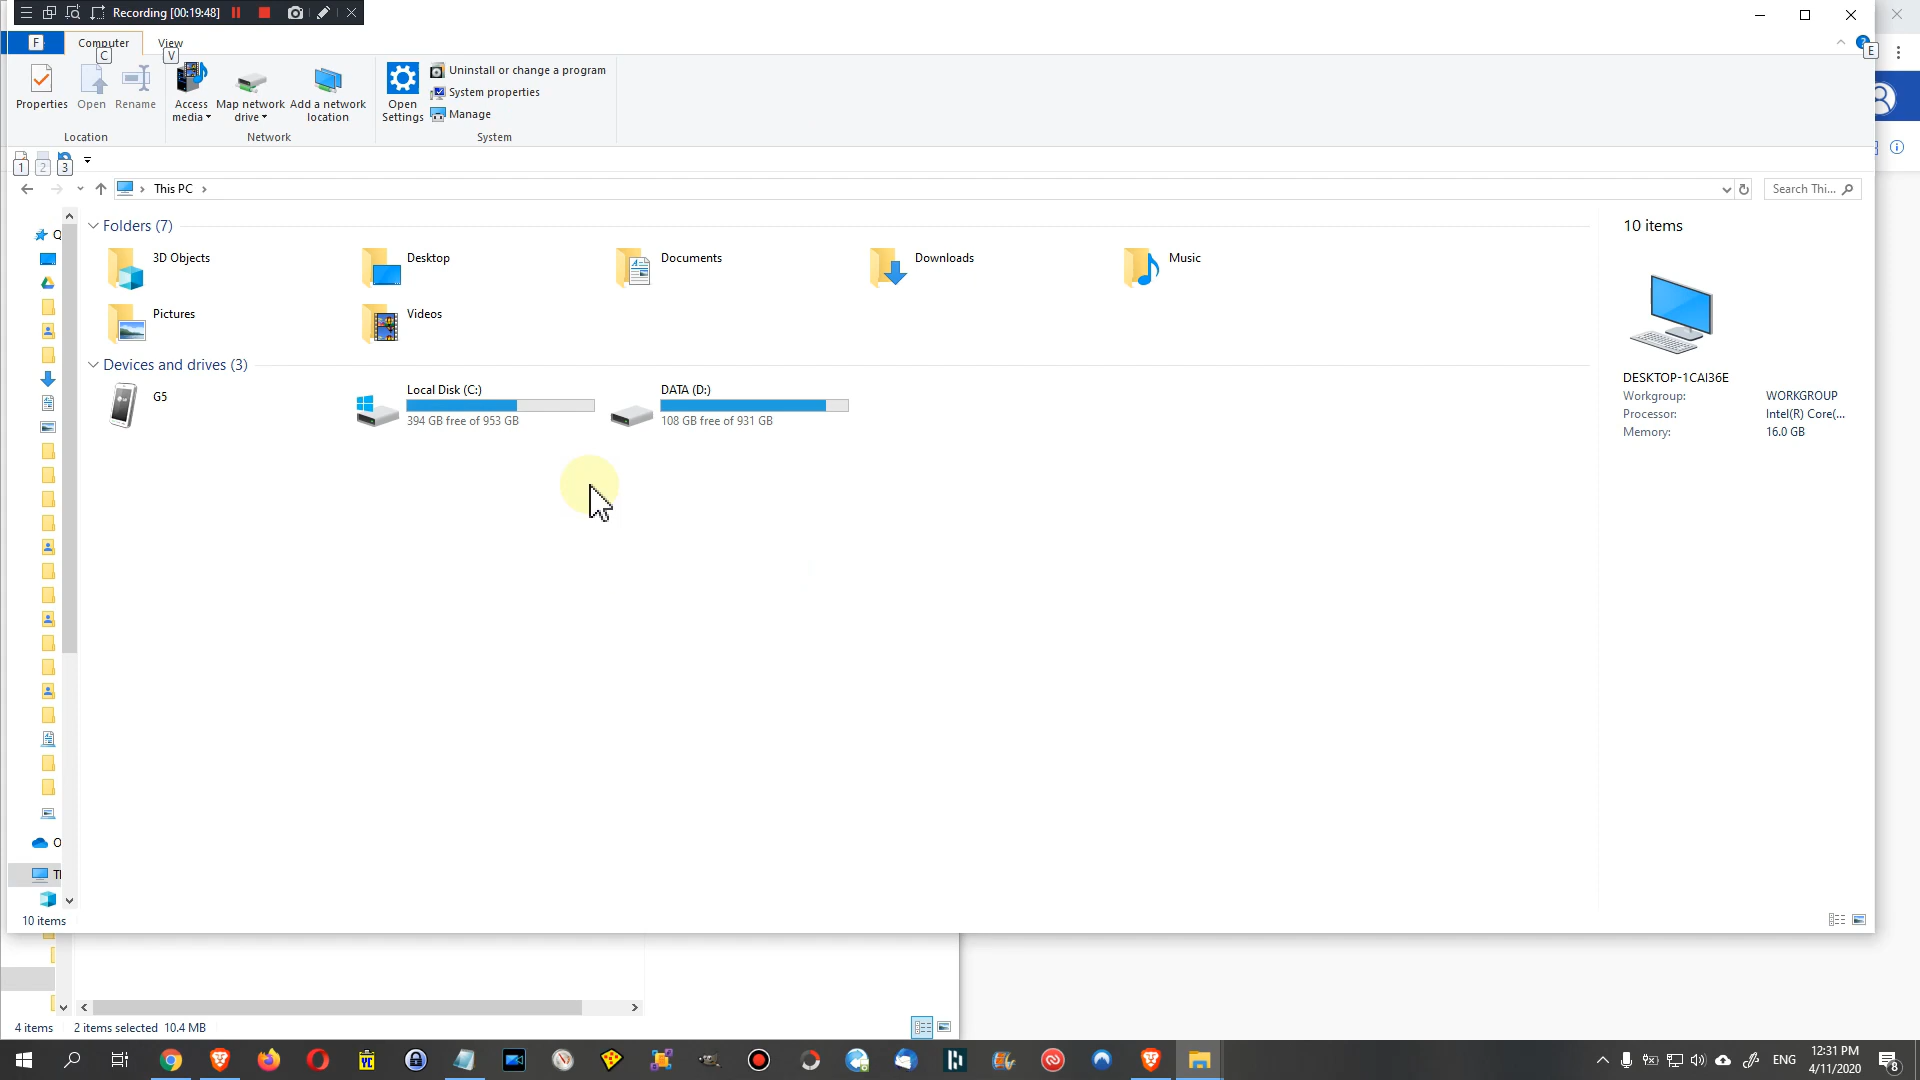 Recording [00:19:48]
F
Computer
View
C
V
E
Properties
Open
Rename
Access media
Map network drive
Add a network location
Open Settings
Uninstall or change a program
System properties
Manage
Location
Network
System
1
2
3
This PC
Search Thi...
Q
Folders (7)
3D Objects
Desktop
Documents
Downloads
Music
Pictures
Videos
Devices and drives (3)
G5
Local Disk (C:)
394 GB free of 953 GB
DATA (D:)
108 GB free of 931 GB
10 items
DESKTOP-1CAI36E
Workgroup: WORKGROUP
Processor: Intel(R) Core(...
Memory: 16.0 GB
O
10 items
4 items
2 items selected 10.4 MB
VC
ENG
12:31 PM
4/11/2020
8